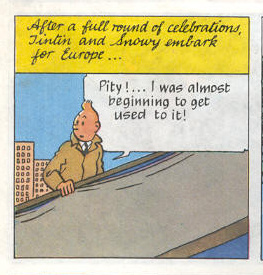 After a full round of celebrations,
Tintin and Snowy embark
for Europe ...
Pity!... I was almost
beginning to get
used to it!